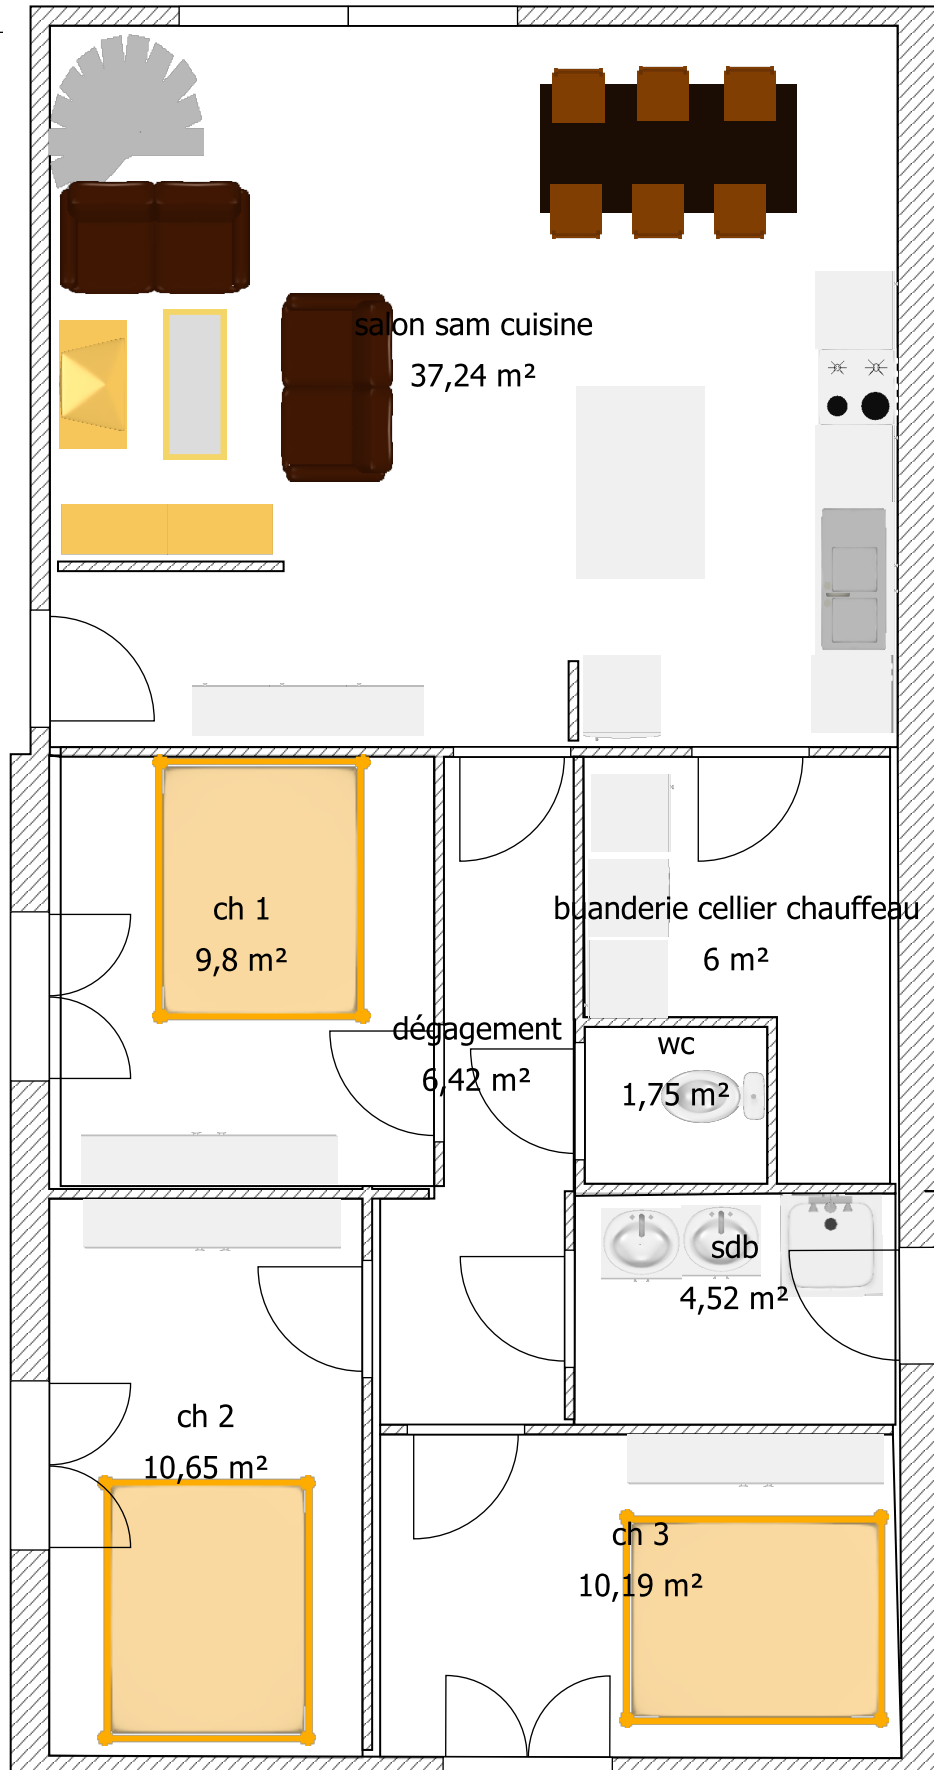 salon sam cuisine
37,24 m²
ch 1
9,8 m²
buanderie cellier chauffeau
6 m²
dégagement
6,42 m²
wc
1,75 m²
sdb
4,52 m²
ch 2
10,65 m²
ch 3
10,19 m²